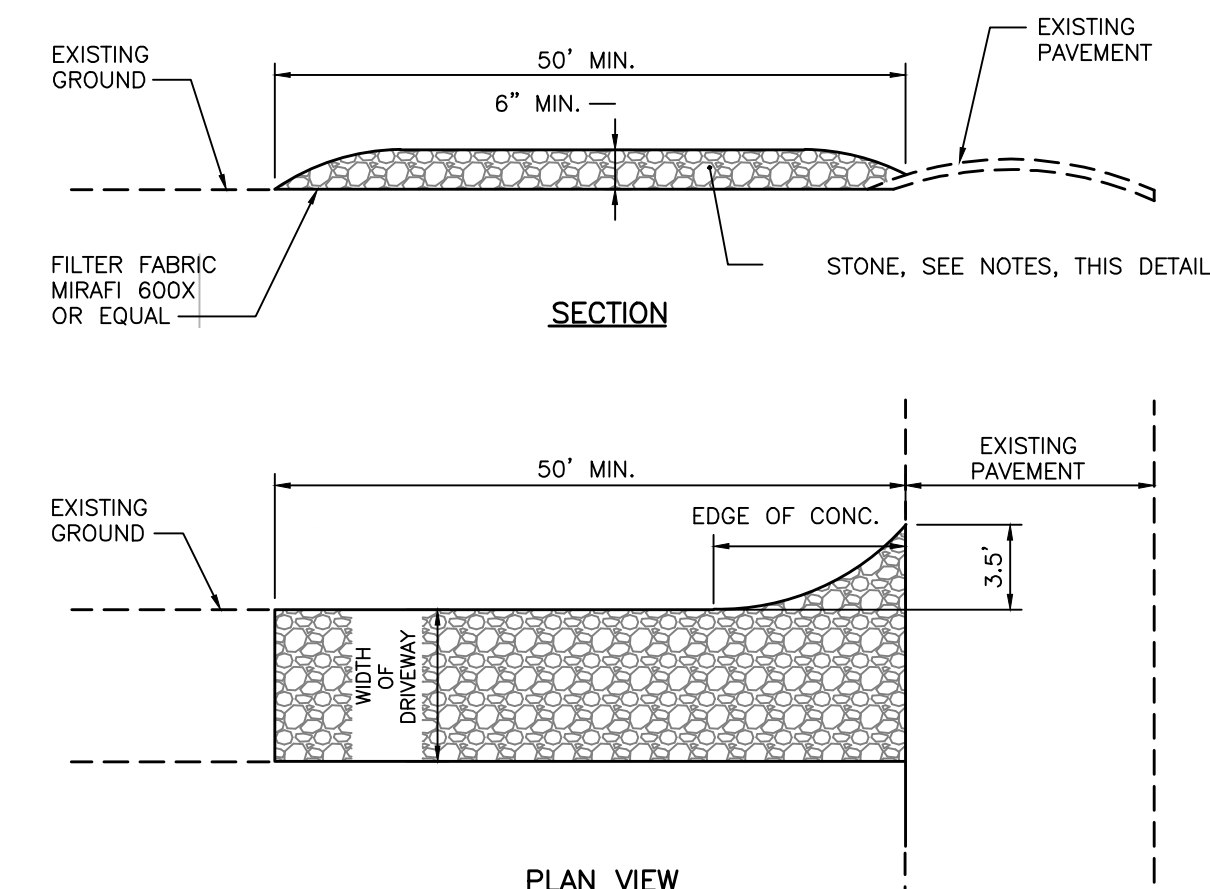 EXISTING
GROUND
50' MIN.
6" MIN.
EXISTING
PAVEMENT
FILTER FABRIC
MIRAFI 600X
OR EQUAL
STONE, SEE NOTES, THIS DETAIL
SECTION
EXISTING
GROUND
50' MIN.
EXISTING
PAVEMENT
EDGE OF CONC.
3.5'
WIDTH
OF
DRIVEWAY
PLAN VIEW